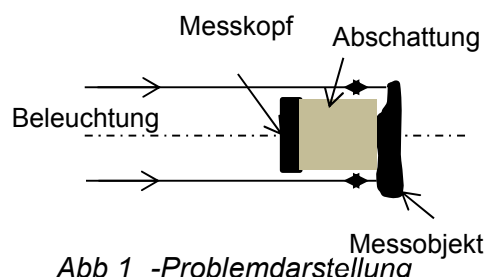 Messkopf
Abschattung
Beleuchtung
Messobjekt
Abb 1 -Problemdarstellung